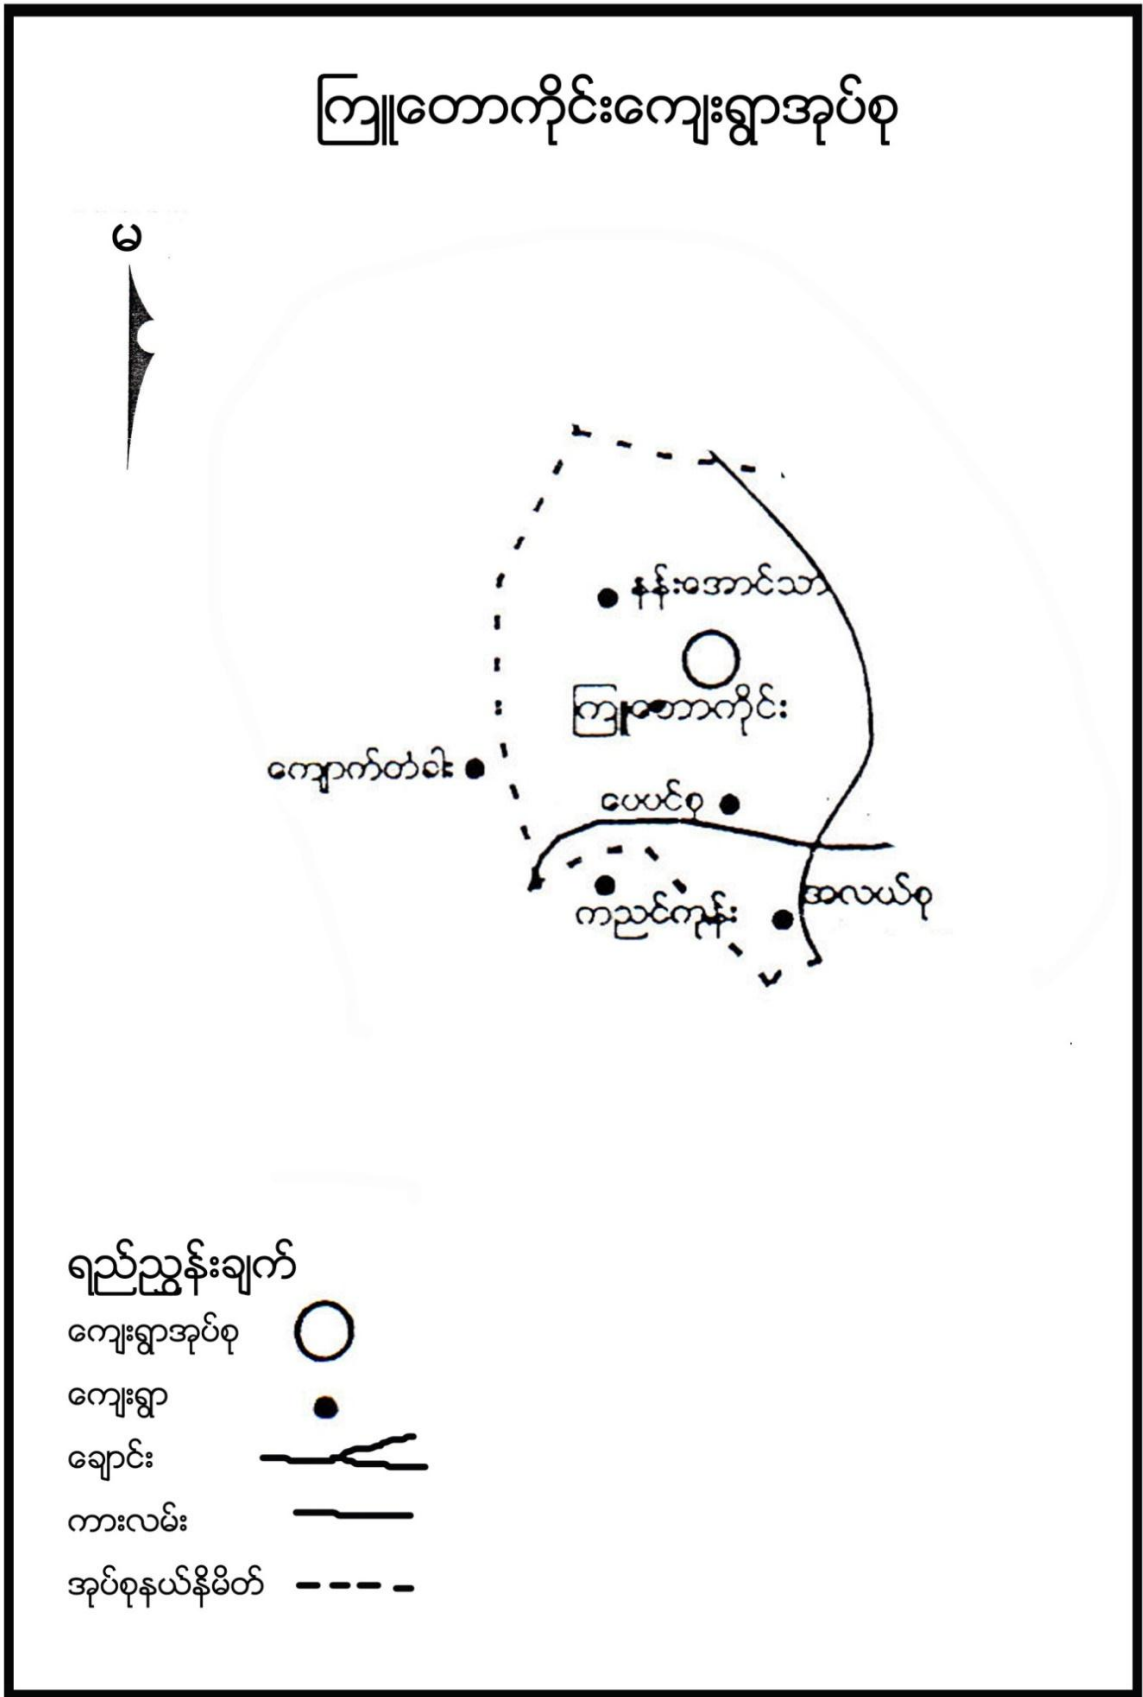 ကြူတောကိုင်းကျေးရွာအုပ်စု
မ
နန်းအောင်သာ
ကြူတောကိုင်း
ကျောက်တံခါး
ပေပင်စု
အလယ်စု
ကညင်ကုန်း
ရည်ညွှန်းချက်
ကျေးရွာအုပ်စု
ကျေးရွာ
ချောင်း
ကားလမ်း
အုပ်စုနယ်နိမိတ်